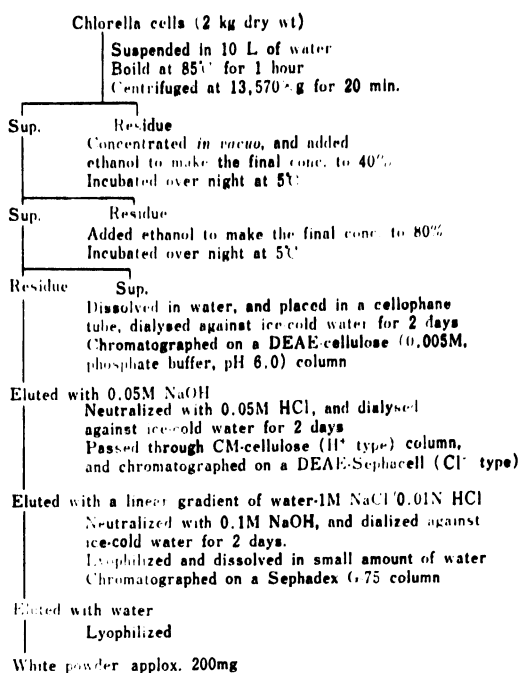 Chlorella cells (2 kg dry wt)
Suspended in 10 L of water
Boild at 85℃ for 1 hour
Centrifuged at 13,570×g for 20 min.
Sup. Residue
Concentrated in vacuo, and added
ethanol to make the final conc. to 40%
Incubated over night at 5℃
Sup. Residue
Added ethanol to make the final conc. to 80%
Incubated over night at 5℃
Residue Sup.
Dissolved in water, and placed in a cellophane
tube, dialysed against ice-cold water for 2 days
Chromatographed on a DEAE-cellulose (0.005M,
phosphate buffer, pH 6.0) column
Eluted with 0.05M NaOH
Neutralized with 0.05M HCl, and dialysed
against ice-cold water for 2 days
Passed through CM-cellulose (H⁺ type) column,
and chromatographed on a DEAE-Sephacell (Cl⁻ type)
Eluted with a linear gradient of water-1M NaCl/0.01N HCl
Neutralized with 0.1M NaOH, and dialized against
ice-cold water for 2 days.
Lyophilized and dissolved in small amount of water
Chromatographed on a Sephadex G-75 column
Eluted with water
Lyophilized
White powder applox. 200mg